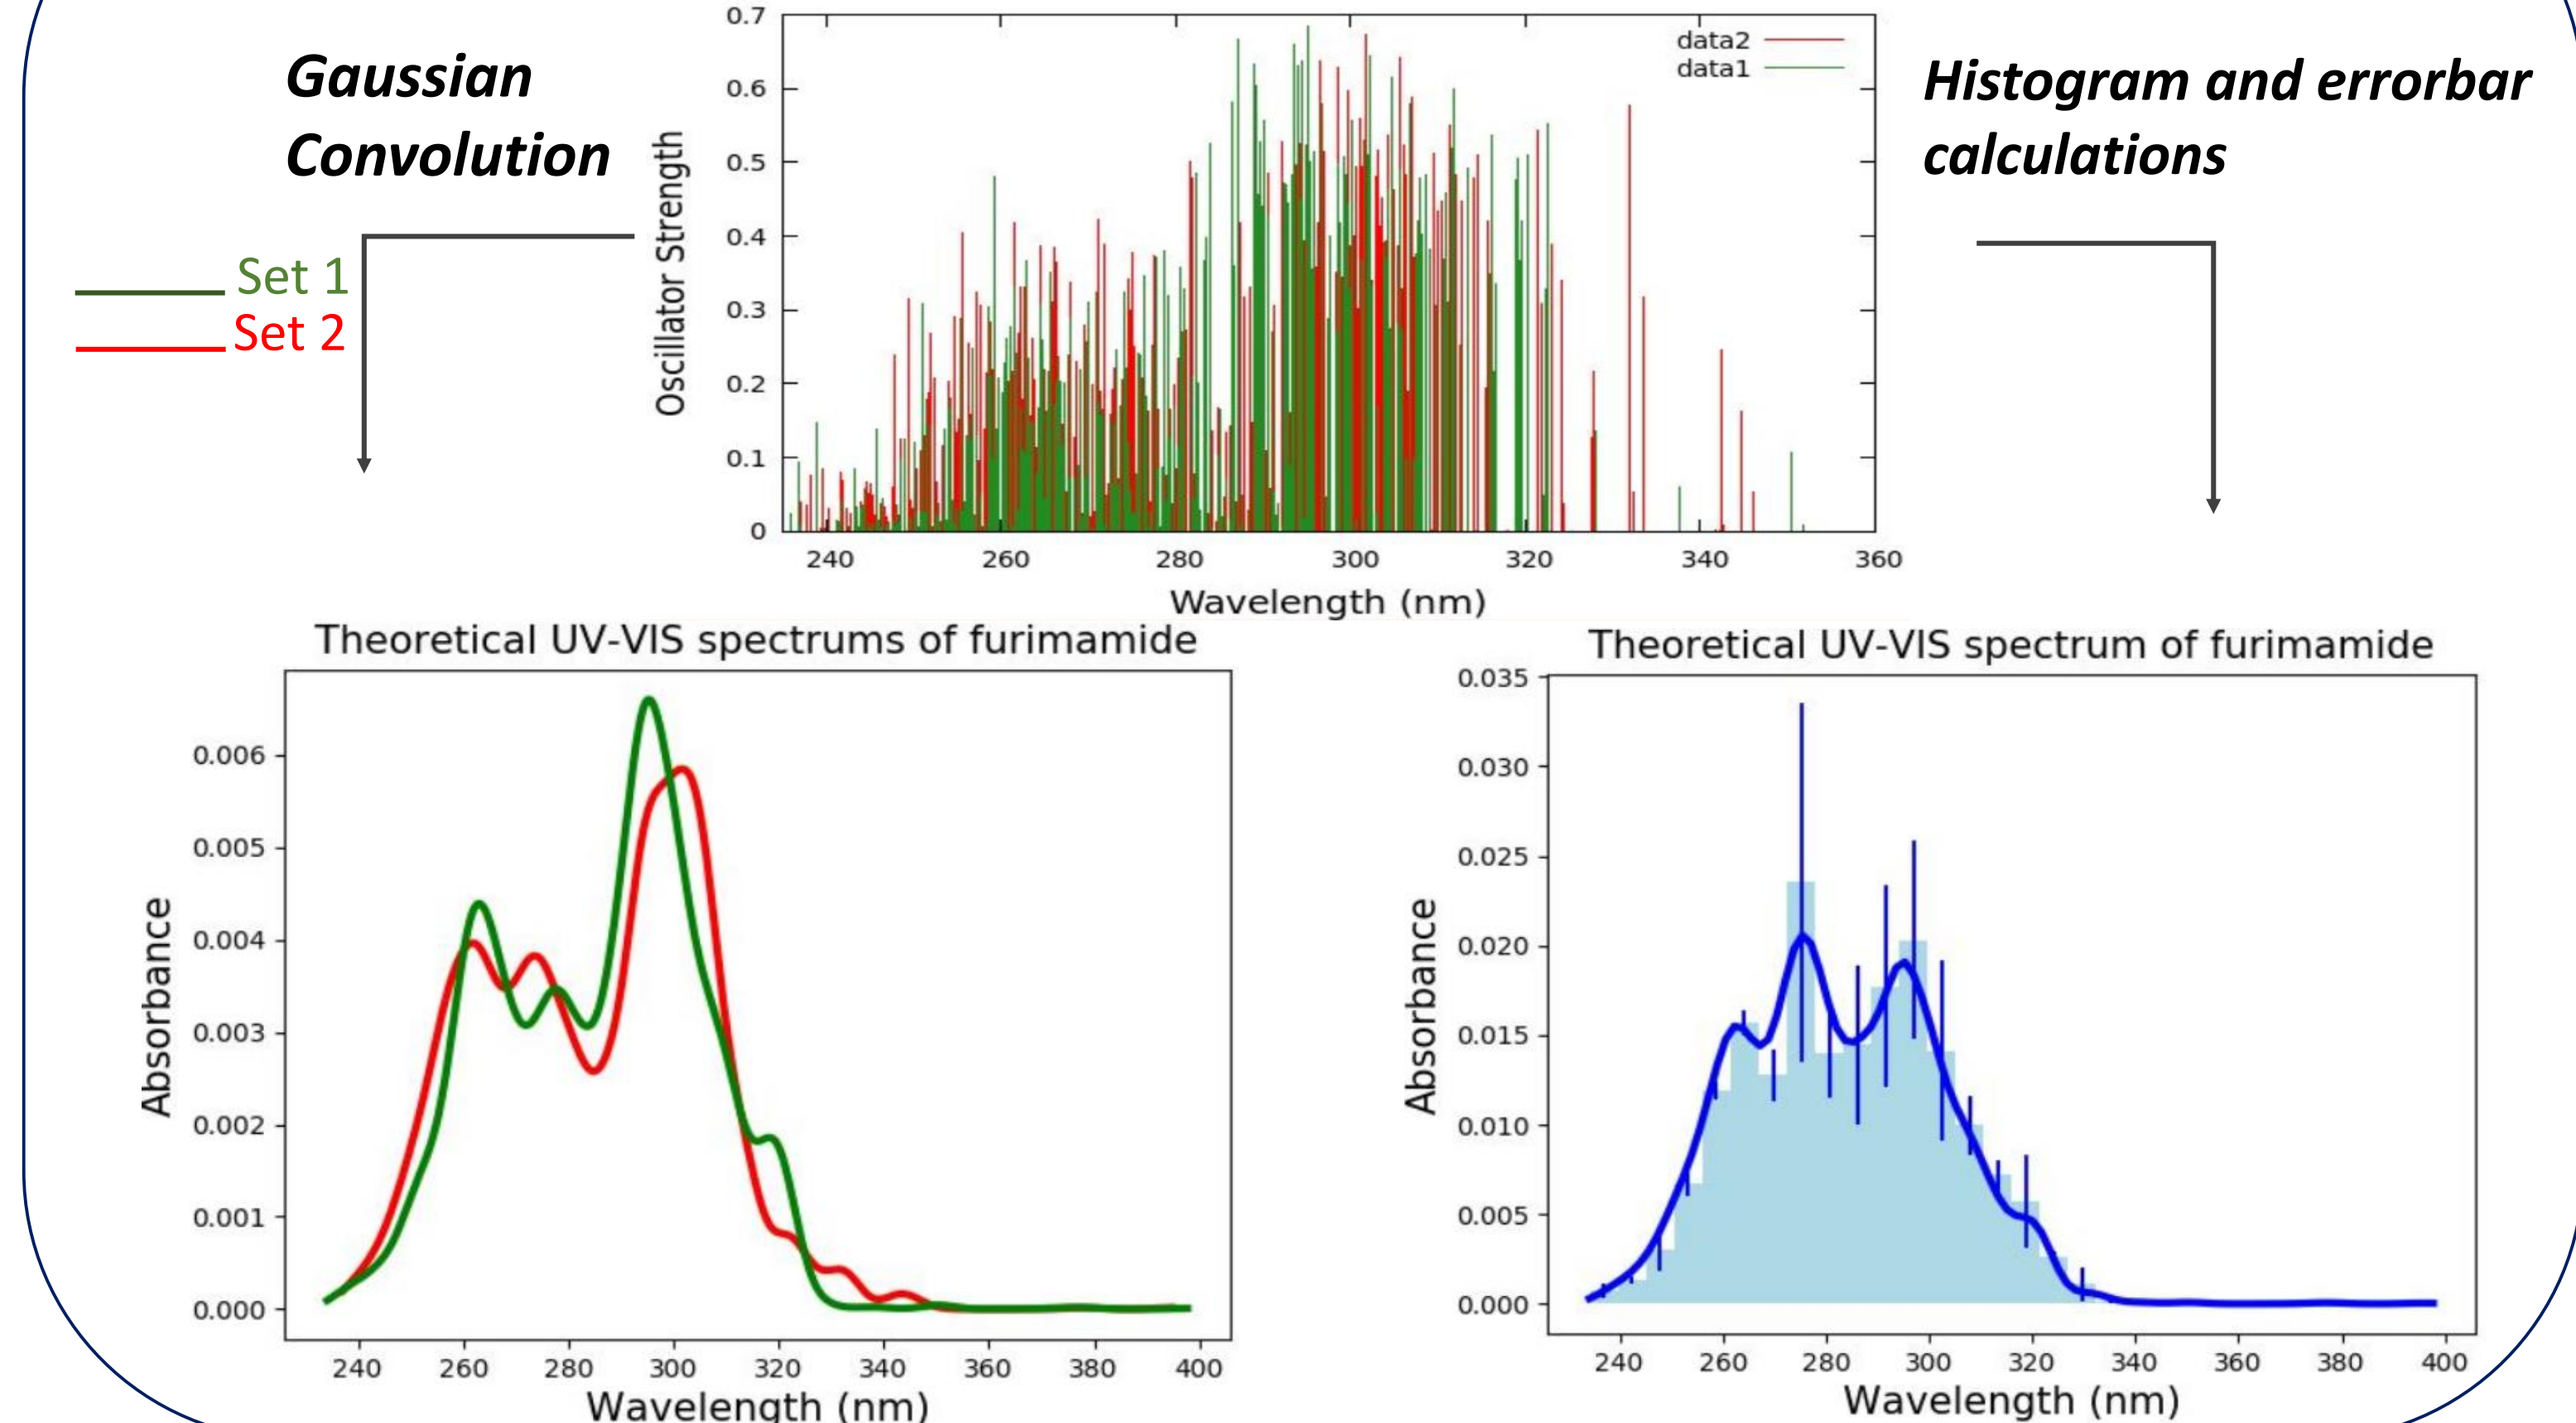 Gaussian
Convolution
Set 1
Set 2
0.7
0.6
0.5
0.4
0.3
0.2
0.1
0
Oscillator Strength
data2
data1
240 260 280 300 320 340 360
Wavelength (nm)
Histogram and errorbar
calculations
Theoretical UV-VIS spectrums of furimamide
0.006
0.005
0.004
0.003
0.002
0.001
0.000
Absorbance
240 260 280 300 320 340 360 380 400
Wavelength (nm)
Theoretical UV-VIS spectrum of furimamide
0.035
0.030
0.025
0.020
0.015
0.010
0.005
0.000
Absorbance
240 260 280 300 320 340 360 380 400
Wavelength (nm)